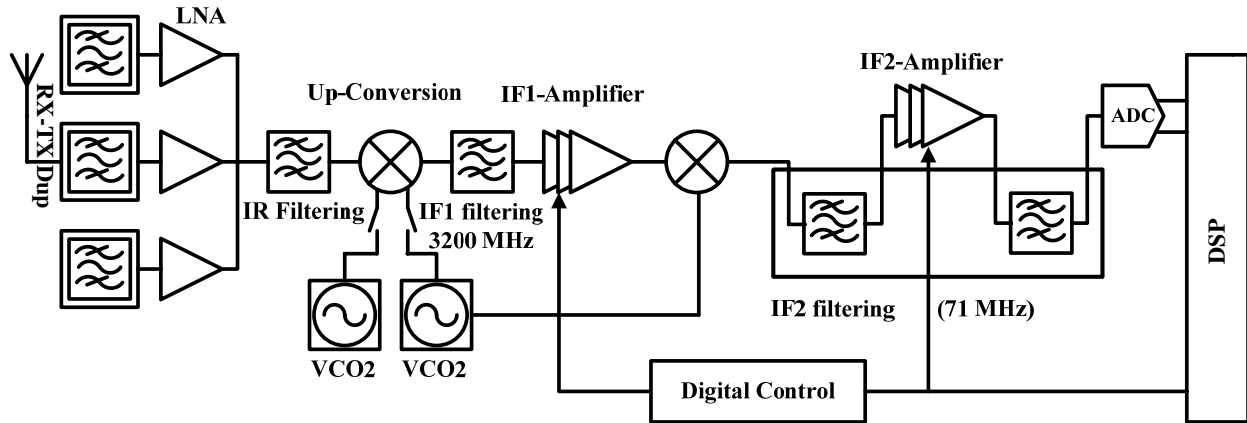 LNA
RX-TX Dup
Up-Conversion
IF1-Amplifier
IF2-Amplifier
ADC
IR Filtering
IF1 filtering
3200 MHz
DSP
IF2 filtering
(71 MHz)
VCO2
VCO2
Digital Control